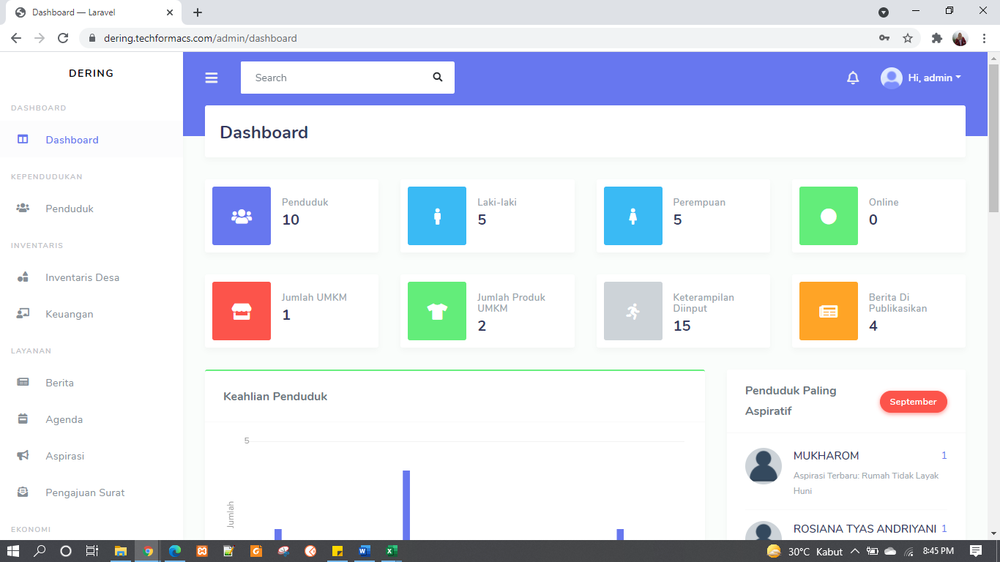 Dashboard — Laravel
dering.techformacs.com/admin/dashboard
DERING
DASHBOARD
Dashboard
KEPENDUDUKAN
Penduduk
INVENTARIS
Inventaris Desa
Keuangan
LAYANAN
Berita
Agenda
Aspirasi
Pengajuan Surat
EKONOMI
Search
Hi, admin
Dashboard
Penduduk
10
Laki-laki
5
Perempuan
5
Online
0
Jumlah UMKM
1
Jumlah Produk
UMKM
2
Keterampilan
Diinput
15
Berita Di
Publikasikan
4
Keahlian Penduduk
5
Jumlah
Penduduk Paling
Aspiratif
September
MUKHAROM 1
Aspirasi Terbaru: Rumah Tidak Layak
Huni
ROSIANA TYAS ANDRIYANI 1
30°C Kabut 8:45 PM